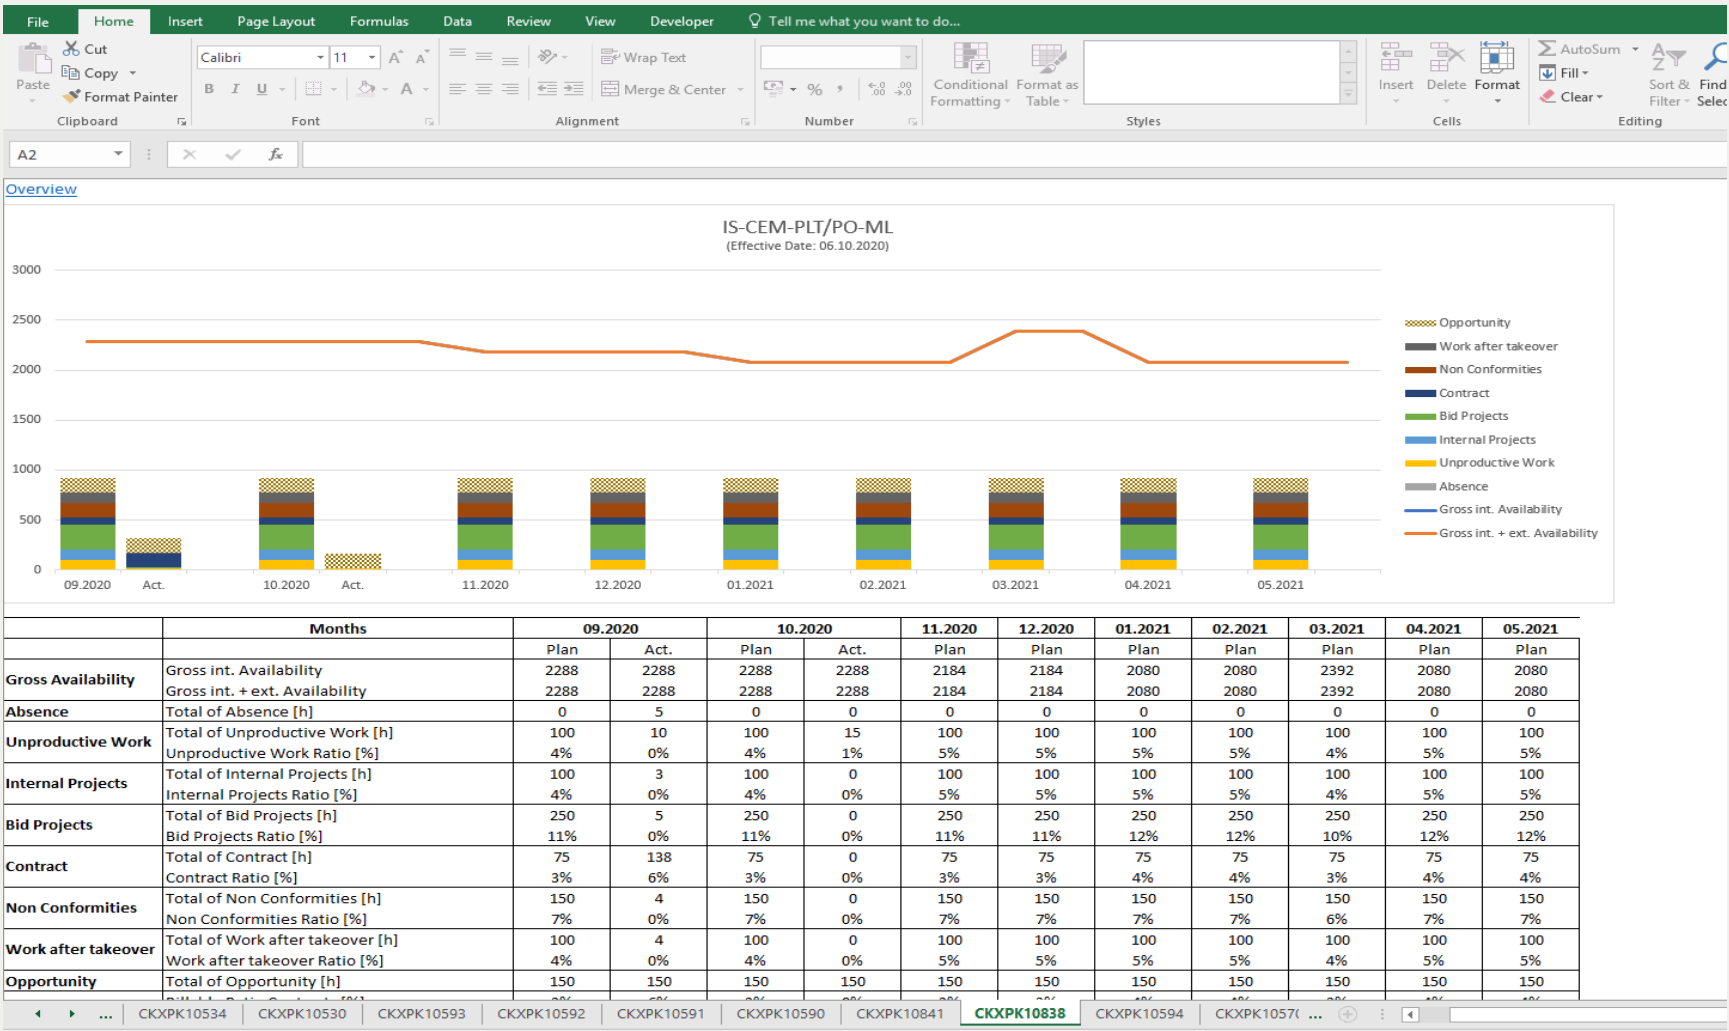 File Home Insert Page Layout Formulas Data Review View Developer Tell me what you want to do...
Cut
Copy
Format Painter
Paste
Clipboard
Calibri 11 A A
B I U A
Font
Wrap Text
Merge & Center
Alignment
% ,
Number
Conditional Formatting
Format as Table
Styles
Insert Delete Format
Cells
AutoSum
Fill
Clear
Sort & Filter
Find
Selec
Editing
A2 fx
Overview
IS-CEM-PLT/PO-ML
(Effective Date: 06.10.2020)
3000
2500
2000
1500
1000
500
0
09.2020 Act. 10.2020 Act. 11.2020 12.2020 01.2021 02.2021 03.2021 04.2021 05.2021
Opportunity
Work after takeover
Non Conformities
Contract
Bid Projects
Internal Projects
Unproductive Work
Absence
Gross int. Availability
Gross int. + ext. Availability
Months 09.2020 10.2020 11.2020 12.2020 01.2021 02.2021 03.2021 04.2021 05.2021
Plan Act. Plan Act. Plan Plan Plan Plan Plan Plan Plan
Gross Availability
Gross int. Availability 2288 2288 2288 2288 2184 2184 2080 2080 2392 2080 2080
Gross int. + ext. Availability 2288 2288 2288 2288 2184 2184 2080 2080 2392 2080 2080
Absence Total of Absence [h] 0 5 0 0 0 0 0 0 0 0 0
Unproductive Work
Total of Unproductive Work [h] 100 10 100 15 100 100 100 100 100 100 100
Unproductive Work Ratio [%] 4% 0% 4% 1% 5% 5% 5% 5% 4% 5% 5%
Internal Projects
Total of Internal Projects [h] 100 3 100 0 100 100 100 100 100 100 100
Internal Projects Ratio [%] 4% 0% 4% 0% 5% 5% 5% 5% 4% 5% 5%
Bid Projects
Total of Bid Projects [h] 250 5 250 0 250 250 250 250 250 250 250
Bid Projects Ratio [%] 11% 0% 11% 0% 11% 11% 12% 12% 10% 12% 12%
Contract
Total of Contract [h] 75 138 75 0 75 75 75 75 75 75 75
Contract Ratio [%] 3% 6% 3% 0% 3% 3% 4% 4% 3% 4% 4%
Non Conformities
Total of Non Conformities [h] 150 4 150 0 150 150 150 150 150 150 150
Non Conformities Ratio [%] 7% 0% 7% 0% 7% 7% 7% 7% 6% 7% 7%
Work after takeover
Total of Work after takeover [h] 100 4 100 0 100 100 100 100 100 100 100
Work after takeover Ratio [%] 4% 0% 4% 0% 5% 5% 5% 5% 4% 5% 5%
Opportunity Total of Opportunity [h] 150 150 150 150 150 150 150 150 150 150 150
... CKXPK10534 CKXPK10530 CKXPK10593 CKXPK10592 CKXPK10591 CKXPK10590 CKXPK10841 CKXPK10838 CKXPK10594 CKXPK1057 ...